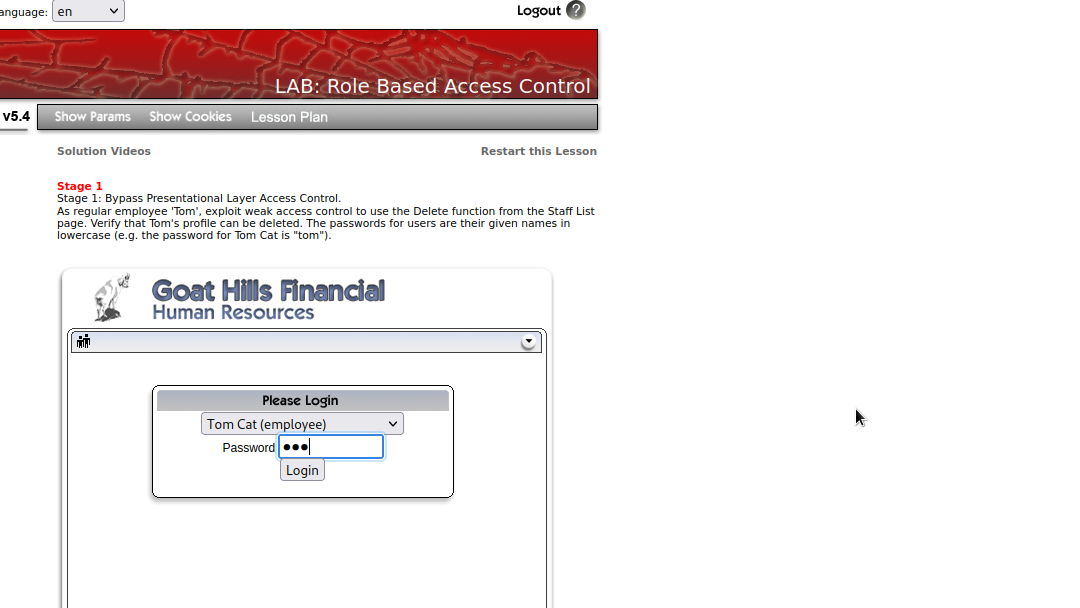 anguage: en
Logout ?
LAB: Role Based Access Control
v5.4
Show Params Show Cookies Lesson Plan
Solution Videos Restart this Lesson
Stage 1
Stage 1: Bypass Presentational Layer Access Control.
As regular employee 'Tom', exploit weak access control to use the Delete function from the Staff List
page. Verify that Tom's profile can be deleted. The passwords for users are their given names in
lowercase (e.g. the password for Tom Cat is "tom").
Goat Hills Financial
Human Resources
Please Login
Tom Cat (employee)
Password •••
Login